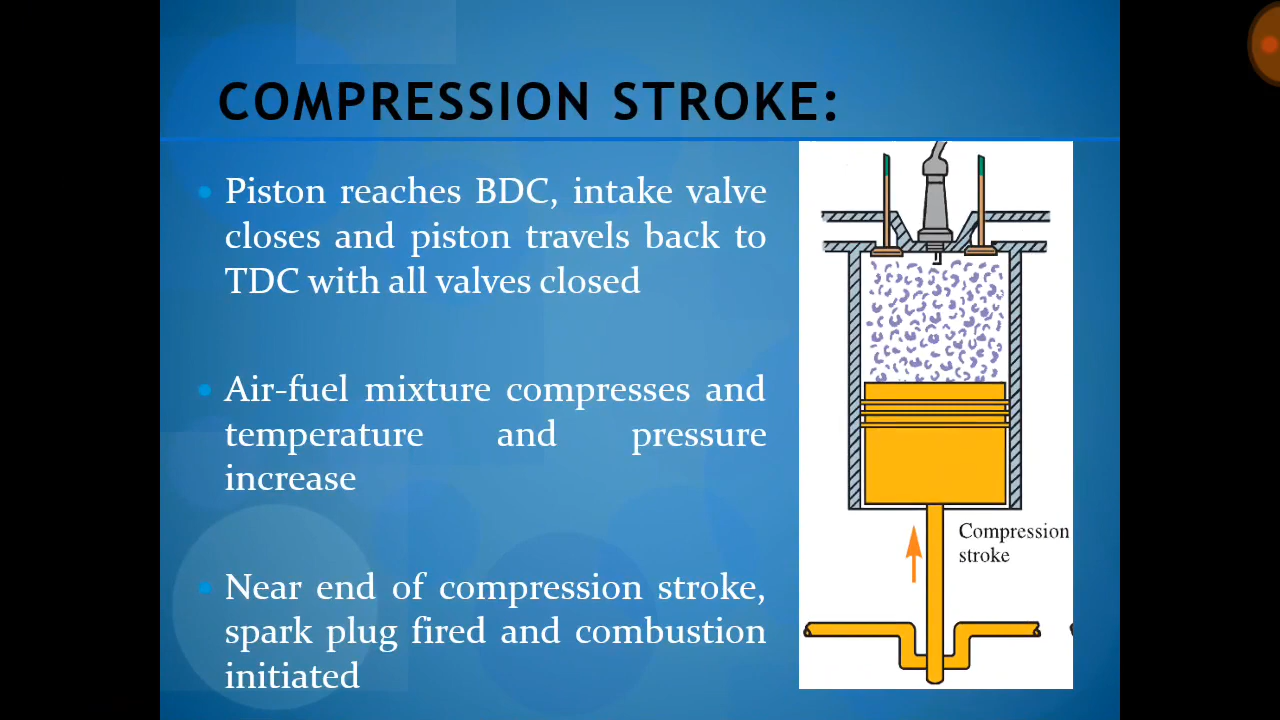 COMPRESSION STROKE:
Piston reaches BDC, intake valve
closes and piston travels back to
TDC with all valves closed
Air-fuel mixture compresses and
temperature and pressure
increase
Near end of compression stroke,
spark plug fired and combustion
initiated
Compression
stroke